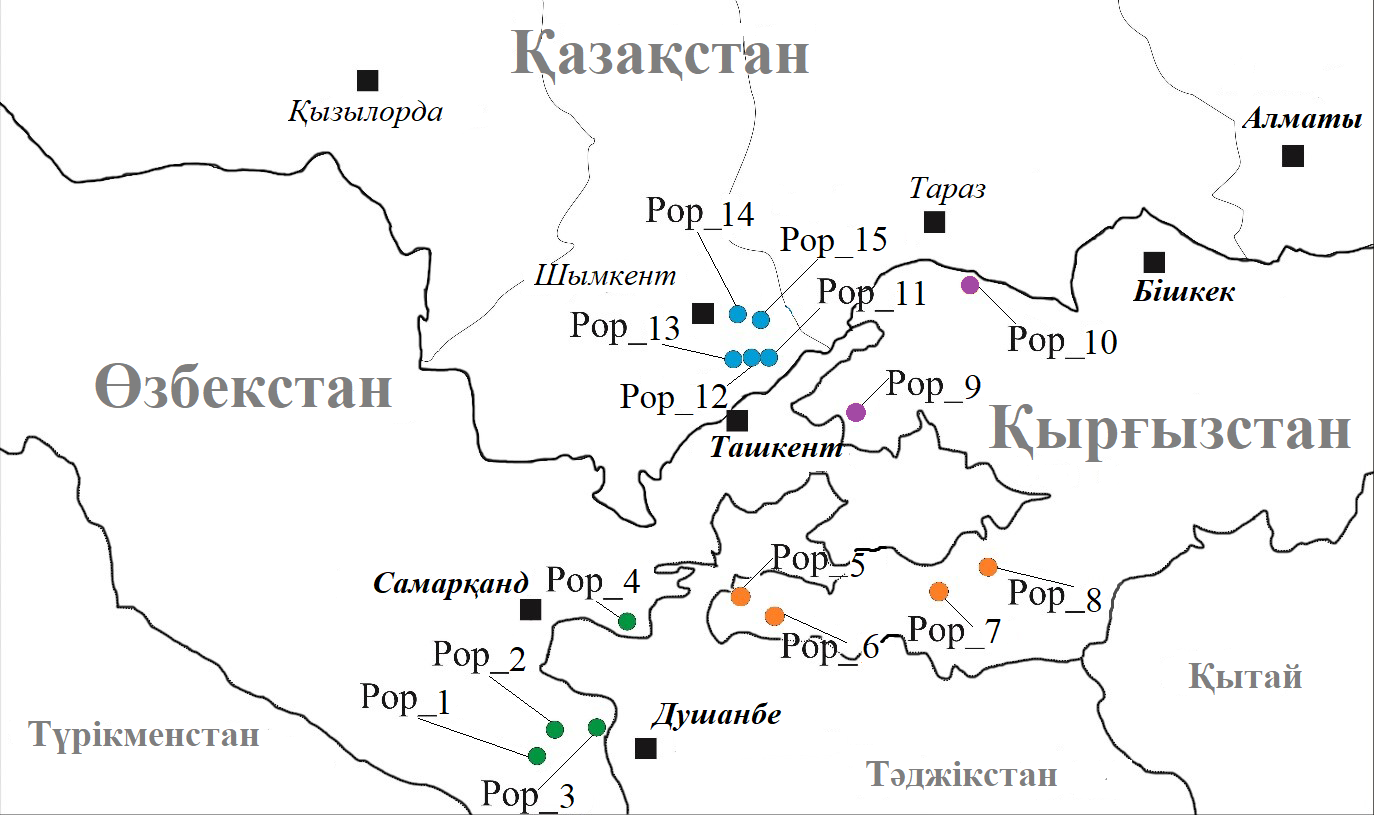 Қазақстан
Қызылорда
Алматы
Тараз
Pop_14
Pop_15
Шымкент
Pop_11
Бішкек
Pop_13
Pop_10
Өзбекстан
Pop_9
Pop_12
Қырғызстан
Ташкент
Pop_5
Самарқанд
Pop_4
Pop_8
Pop_7
Pop_6
Pop_2
Қытай
Pop_1
Душанбе
Түрікменстан
Тәджікстан
Pop_3